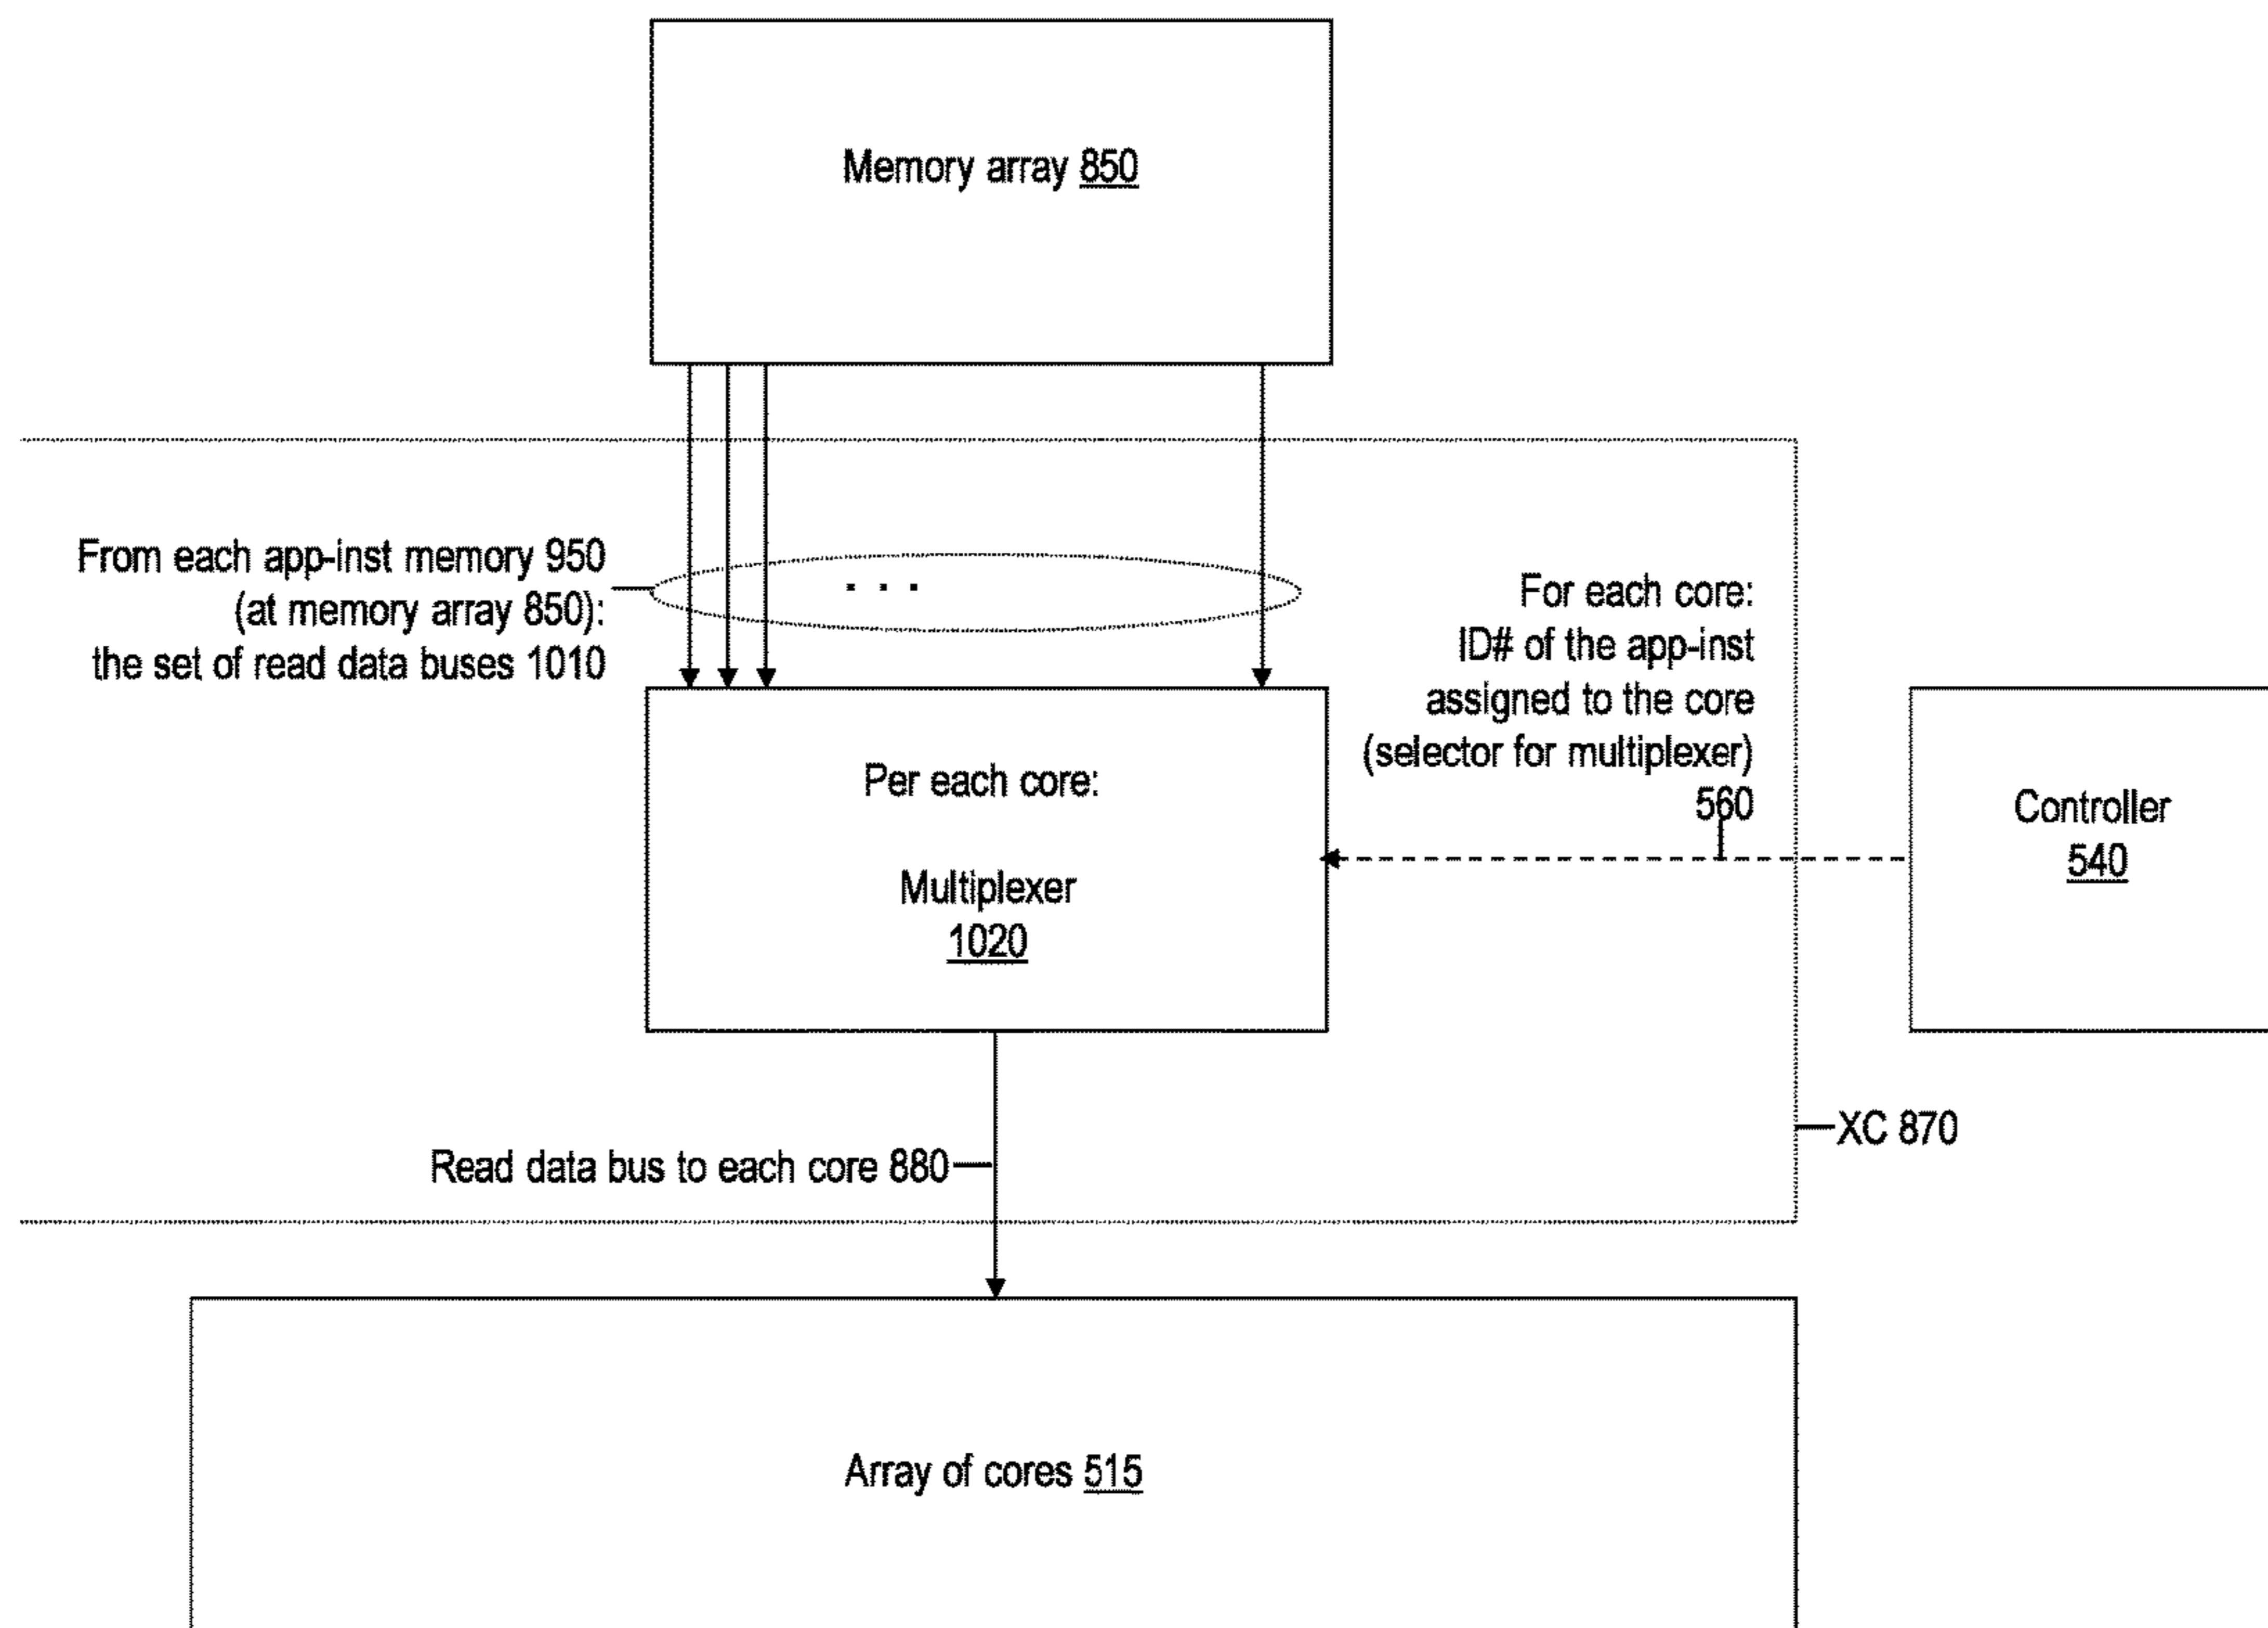 Memory array 850
From each app-inst memory 950
(at memory array 850):
the set of read data buses 1010
. . .
For each core:
ID# of the app-inst
assigned to the core
(selector for multiplexer)
560
Per each core:
Multiplexer
1020
Controller
540
XC 870
Read data bus to each core 880
Array of cores 515